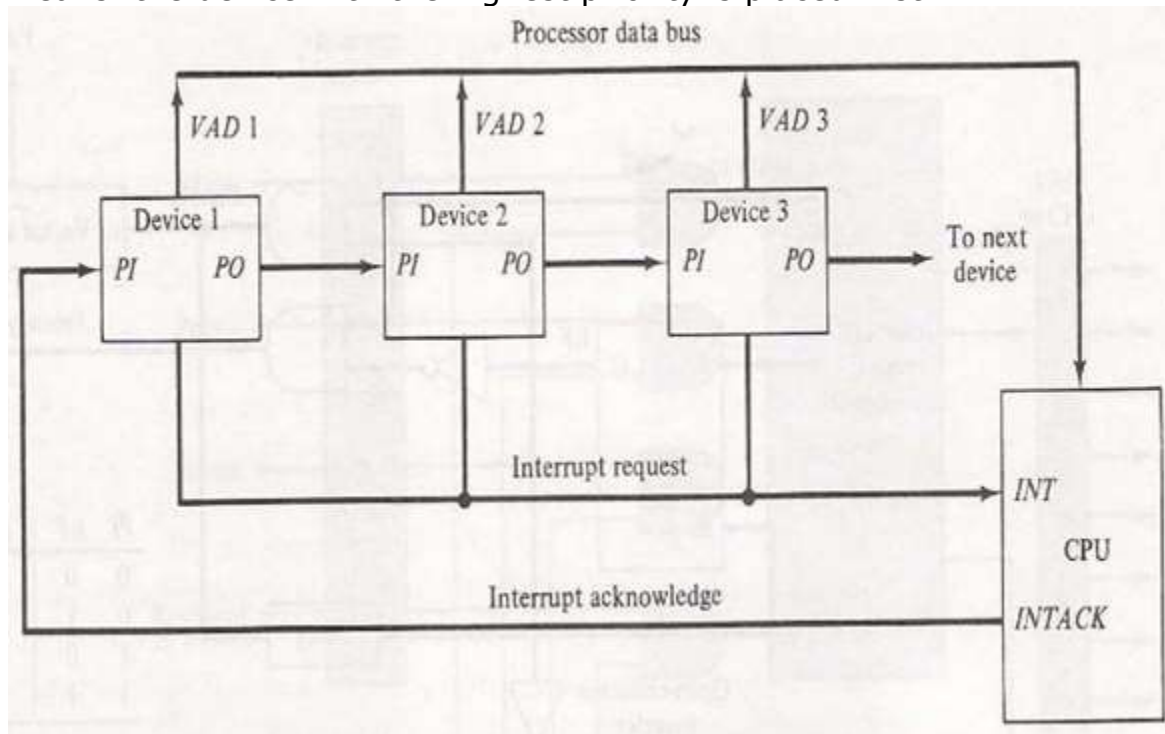 Processor data bus
VAD 1
VAD 2
VAD 3
Device 1
Device 2
Device 3
PI PO
PI PO
PI PO
To next
device
Interrupt request
INT
CPU
Interrupt acknowledge
INTACK